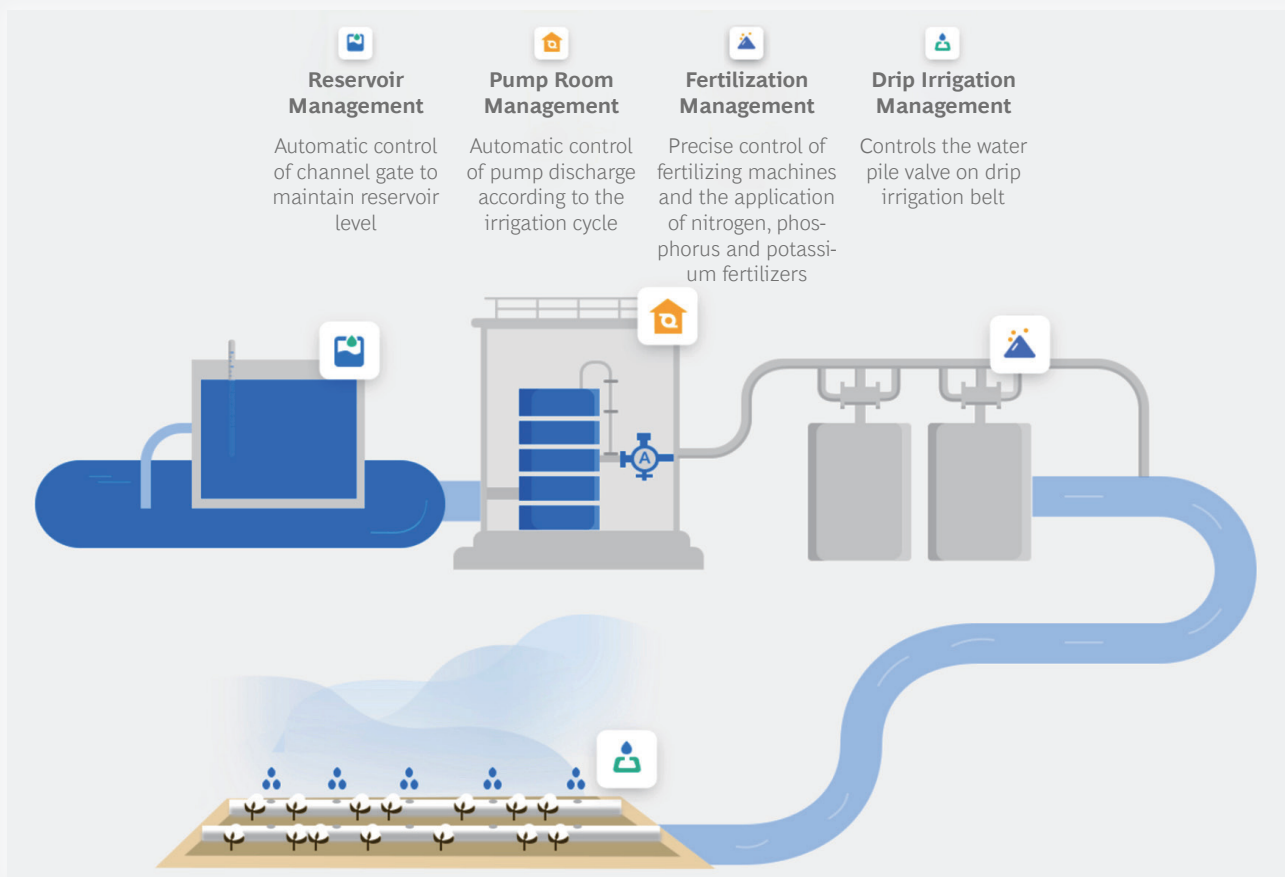 Reservoir
Management
Automatic control
of channel gate to
maintain reservoir
level
Pump Room
Management
Automatic control
of pump discharge
according to the
irrigation cycle
Fertilization
Management
Precise control of
fertilizing machines
and the application
of nitrogen, phos-
phorus and potassi-
um fertilizers
Drip Irrigation
Management
Controls the water
pile valve on drip
irrigation belt
A